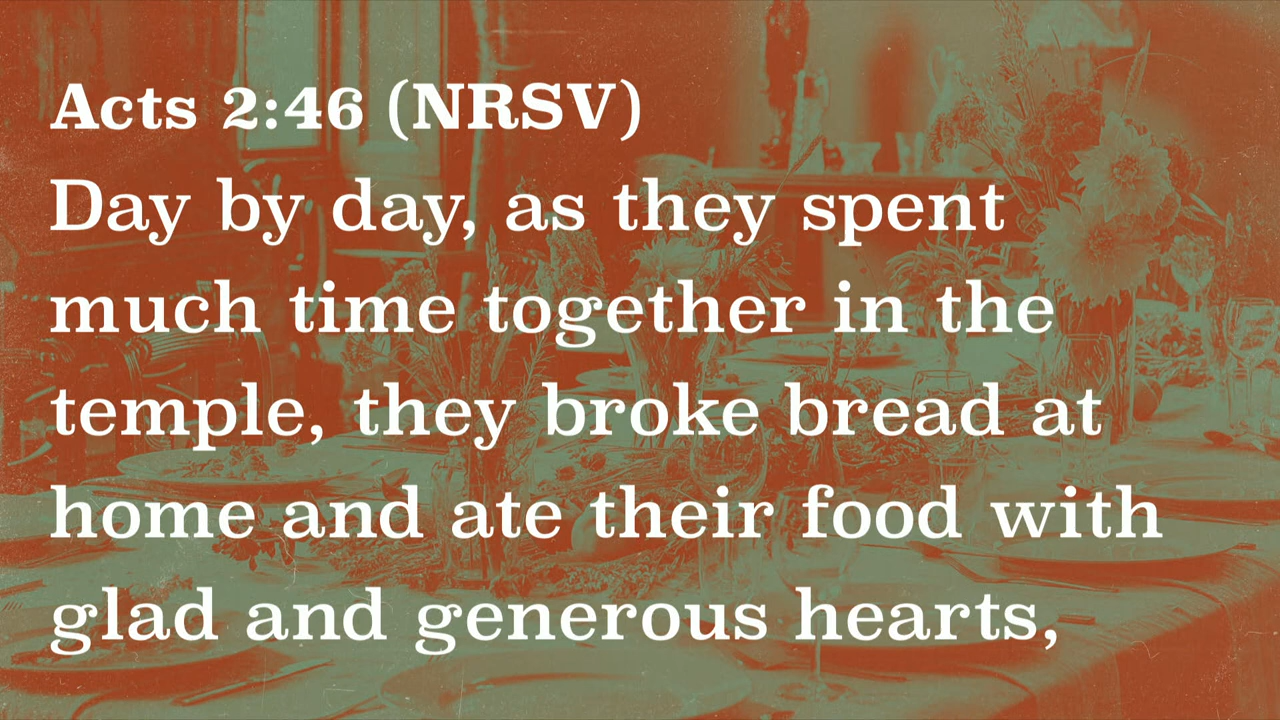 Acts 2:46 (NRSV)
Day by day, as they spent
much time together in the
temple, they broke bread at
home and ate their food with
glad and generous hearts,